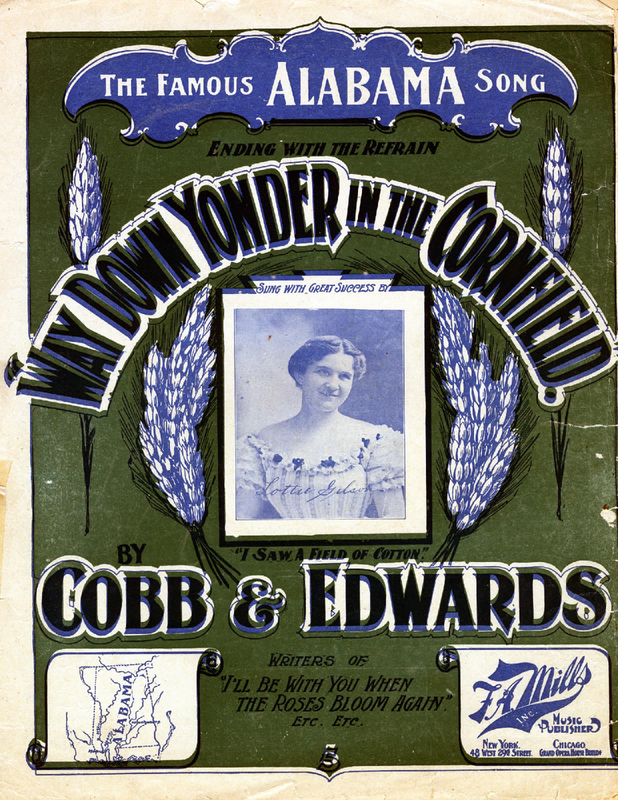 THE FAMOUS ALABAMA SONG
ENDING WITH THE REFRAIN
'WAY DOWN YONDER IN THE CORNFIELD.
SUNG WITH GREAT SUCCESS BY
Lottie Gilson
"I SAW A FIELD OF COTTON."
BY
COBB & EDWARDS
WRITERS OF
"I'LL BE WITH YOU WHEN
THE ROSES BLOOM AGAIN."
ETC. ETC.
ALABAMA
F.A. Mills
INC.
MUSIC
PUBLISHER
NEW YORK
48 WEST 29TH STREET.
CHICAGO
GRAND OPERA HOUSE BUILD'G
5